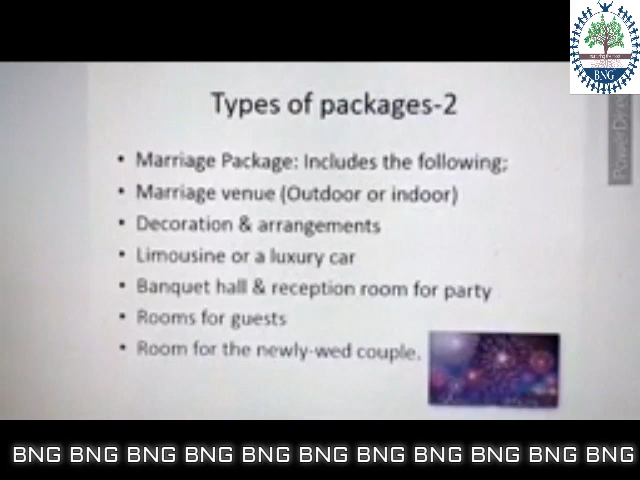 BNG
Types of packages-2
PowerDire
• Marriage Package: Includes the following;
• Marriage venue (Outdoor or indoor)
• Decoration & arrangements
• Limousine or a luxury car
• Banquet hall & reception room for party
• Rooms for guests
• Room for the newly-wed couple.
BNG BNG BNG BNG BNG BNG BNG BNG BNG BNG BNG